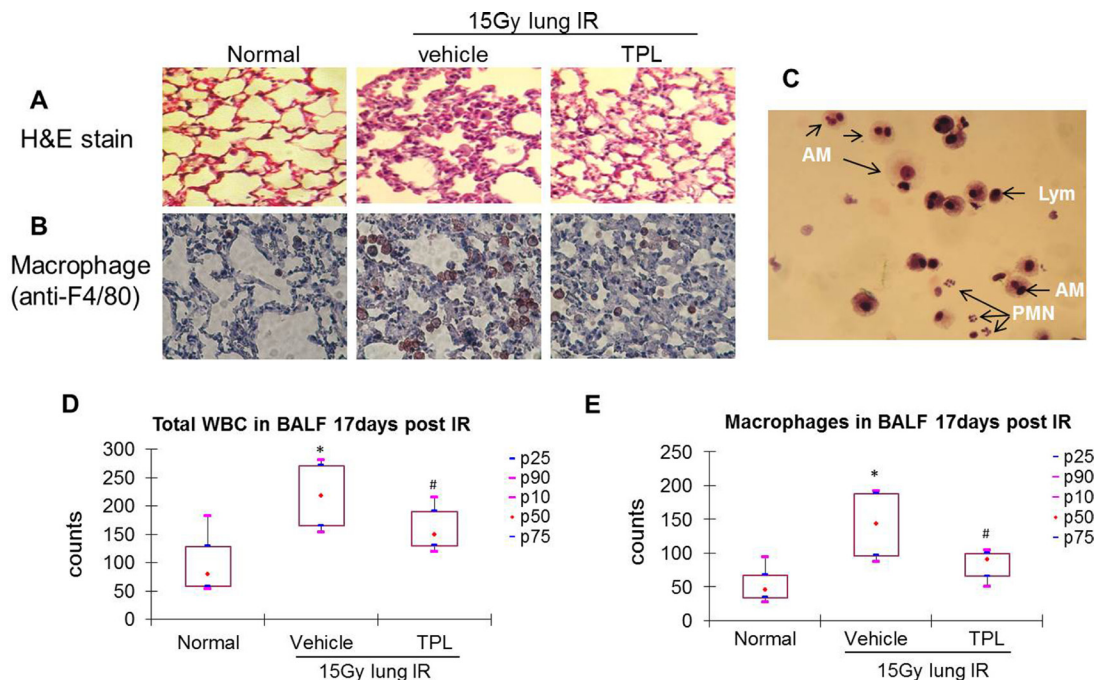 15Gy lung IR
Normal
vehicle
TPL
A
H&E stain
B
Macrophage
(anti-F4/80)
C
AM
Lym
AM
PMN
D
Total WBC in BALF 17days post IR
counts
300
250
200
150
100
50
0
*
#
p25
p90
p10
p50
p75
Normal
Vehicle
TPL
15Gy lung IR
E
Macrophages in BALF 17days post IR
counts
250
200
150
100
50
0
*
#
p25
p90
p10
p50
p75
Normal
Vehicle
TPL
15Gy lung IR